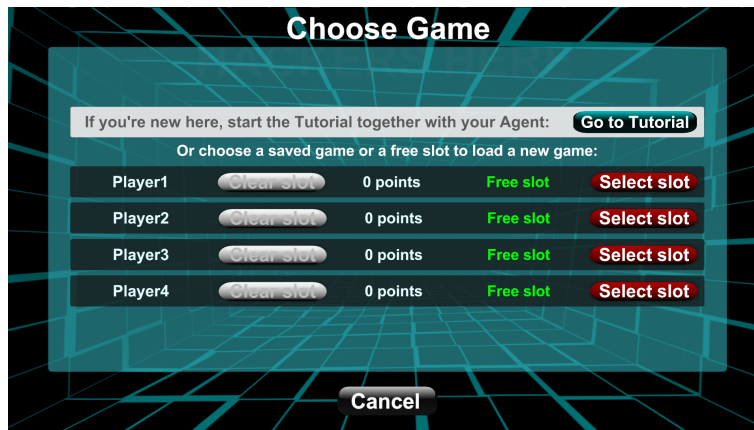 Choose Game
HACKERS HERE
If you're new here, start the Tutorial together with your Agent: Go to Tutorial
Or choose a saved game or a free slot to load a new game:
Player1 Clear slot 0 points Free slot Select slot
Player2 Clear slot 0 points Free slot Select slot
Player3 Clear slot 0 points Free slot Select slot
Player4 Clear slot 0 points Free slot Select slot
Cancel